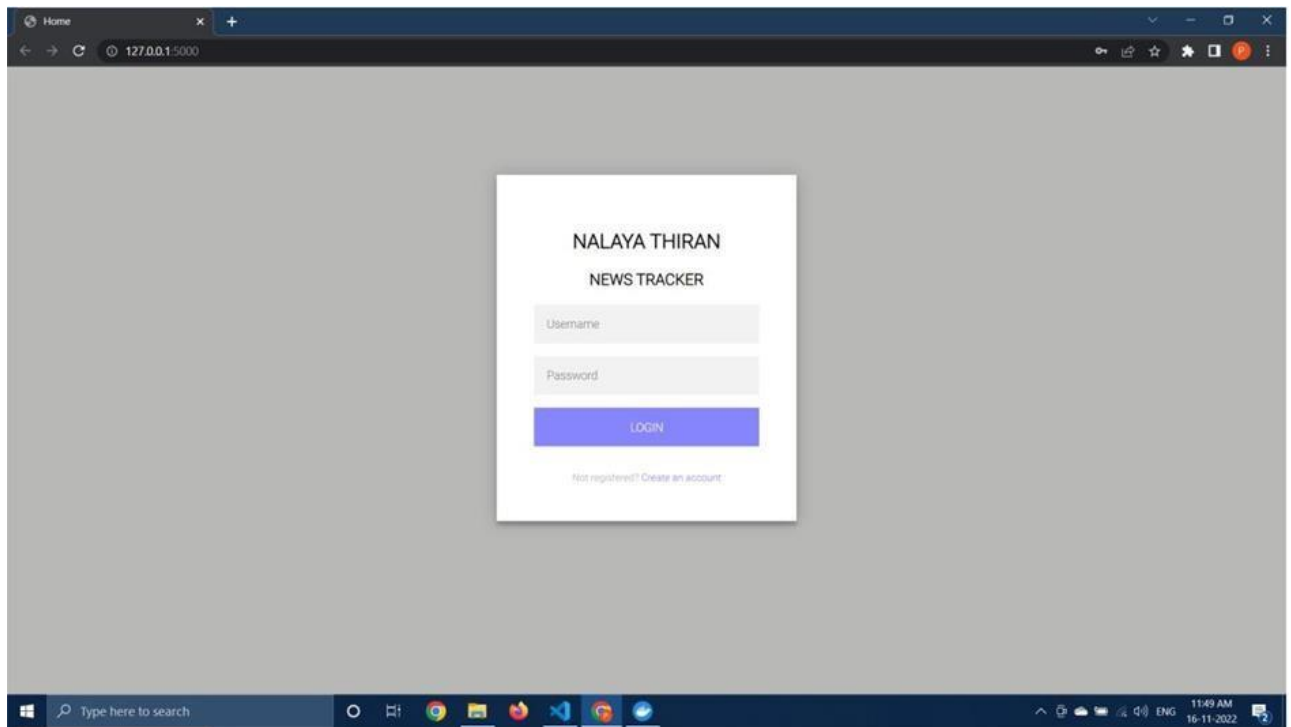 Home
127.0.0.1:5000
P
NALAYA THIRAN
NEWS TRACKER
Username
Password
LOGIN
Not registered? Create an account
Type here to search
ENG
11:49 AM
16-11-2022
2